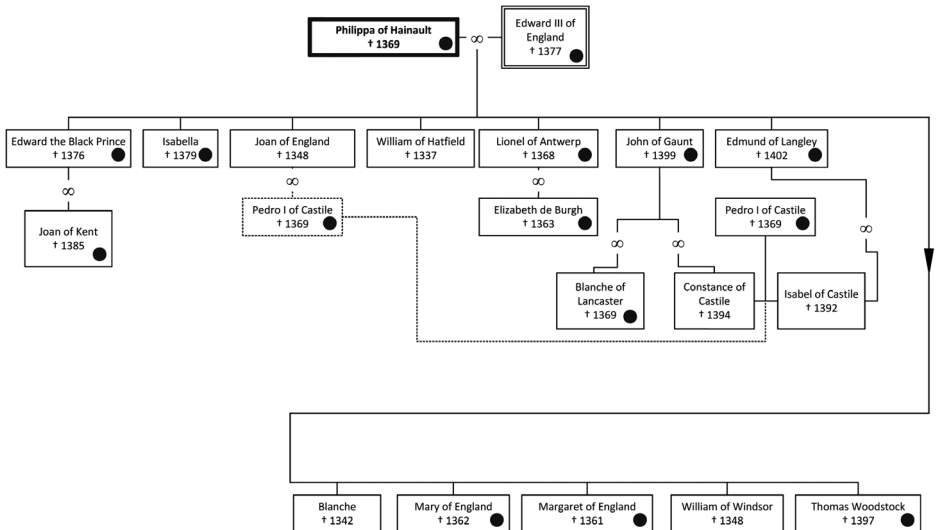 Philippa of Hainault
† 1369
∞
Edward III of
England
† 1377
Edward the Black Prince
† 1376
Isabella
† 1379
Joan of England
† 1348
William of Hatfield
† 1337
Lionel of Antwerp
† 1368
John of Gaunt
† 1399
Edmund of Langley
† 1402
∞
∞
∞
Joan of Kent
† 1385
Pedro I of Castile
† 1369
Elizabeth de Burgh
† 1363
Pedro I of Castile
† 1369
∞
∞
∞
Blanche of
Lancaster
† 1369
Constance of
Castile
† 1394
Isabel of Castile
† 1392
Blanche
† 1342
Mary of England
† 1362
Margaret of England
† 1361
William of Windsor
† 1348
Thomas Woodstock
† 1397